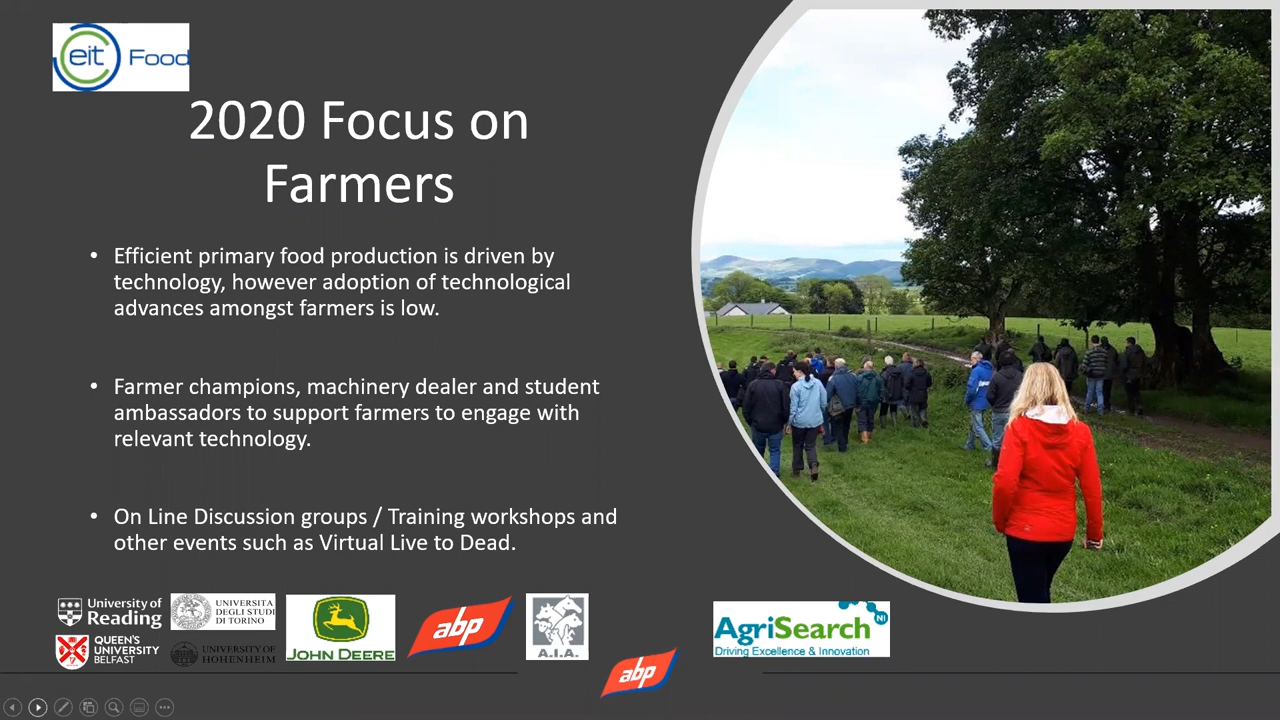 eit Food
2020 Focus on
Farmers
• Efficient primary food production is driven by
technology, however adoption of technological
advances amongst farmers is low.
• Farmer champions, machinery dealer and student
ambassadors to support farmers to engage with
relevant technology.
• On Line Discussion groups / Training workshops and
other events such as Virtual Live to Dead.
University of
Reading
UNIVERSITÀ
DEGLI STUDI
DI TORINO
QUEEN'S
UNIVERSITY
BELFAST
UNIVERSITY OF
HOHENHEIM
JOHN DEERE
abp
A.I.A.
abp
AgriSearch NI
Driving Excellence & Innovation